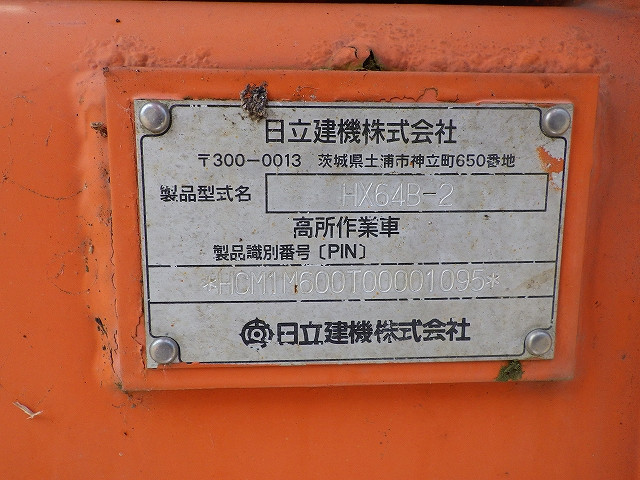 日立建機株式会社
〒300-0013 茨城県土浦市神立町650番地
製品型式名 HX64B-2
高所作業車
製品識別番号〔PIN〕
*HCM1M600T00001095*
日立建機株式会社